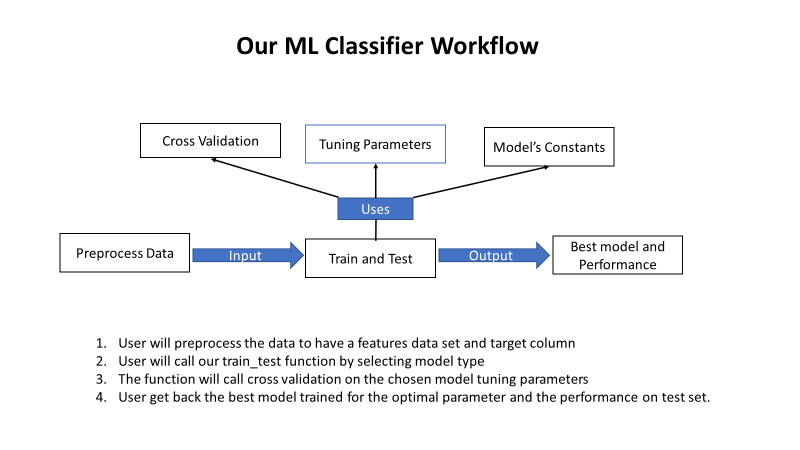 Our ML Classifier Workflow
Cross Validation
Tuning Parameters
Model's Constants
Uses
Preprocess Data
Input
Train and Test
Output
Best model and
Performance
1. User will preprocess the data to have a features data set and target column
2. User will call our train_test function by selecting model type
3. The function will call cross validation on the chosen model tuning parameters
4. User get back the best model trained for the optimal parameter and the performance on test set.